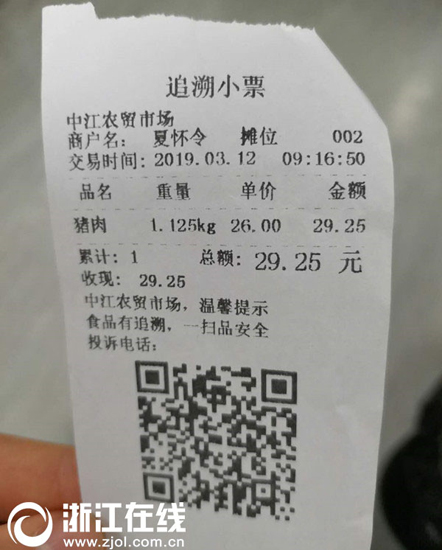 追溯小票
中江农贸市场
商户名: 夏怀令 摊位 002
交易时间: 2019.03.12 09:16:50
品名 重量 单价 金额
猪肉 1.125kg 26.00 29.25
累计: 1 总额: 29.25 元
收现: 29.25
中江农贸市场, 温馨提示
食品有追溯, 一扫品安全
投诉电话:
浙江在线
www.zjol.com.cn